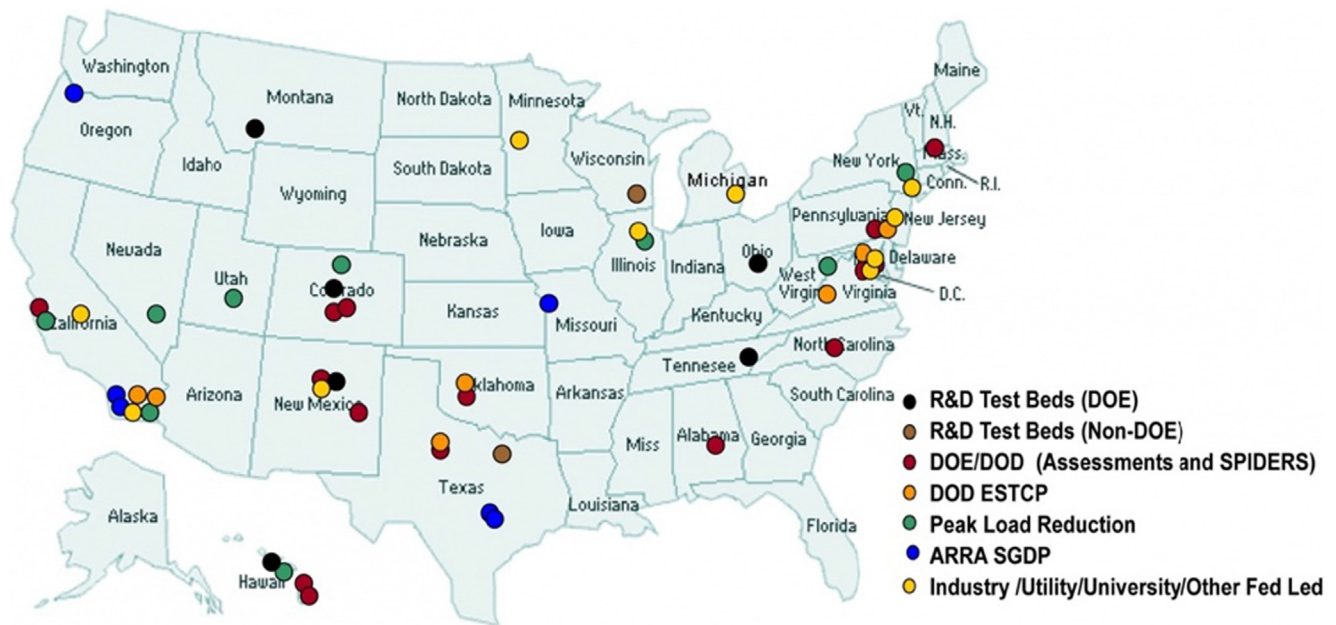 Washington
Montana
North Dakota
Minnesota
Maine
Vt.
N.H.
Oregon
Idaho
South Dakota
Wisconsin
Michigan
New York
Mass.
Conn.
R.I.
Wyoming
Iowa
Pennsylvania
New Jersey
Nevada
Nebraska
Utah
Colorado
Illinois
Indiana
Ohio
West
Virginia
Delaware
D.C.
Virginia
California
Kansas
Missouri
Kentucky
Arizona
New Mexico
Oklahoma
Arkansas
Tennesee
North Carolina
South Carolina
Miss
Alabama
Georgia
Texas
Louisiana
Florida
Alaska
Hawaii
R&D Test Beds (DOE)
R&D Test Beds (Non-DOE)
DOE/DOD (Assessments and SPIDERS)
DOD ESTCP
Peak Load Reduction
ARRA SGDP
Industry /Utility/University/Other Fed Led